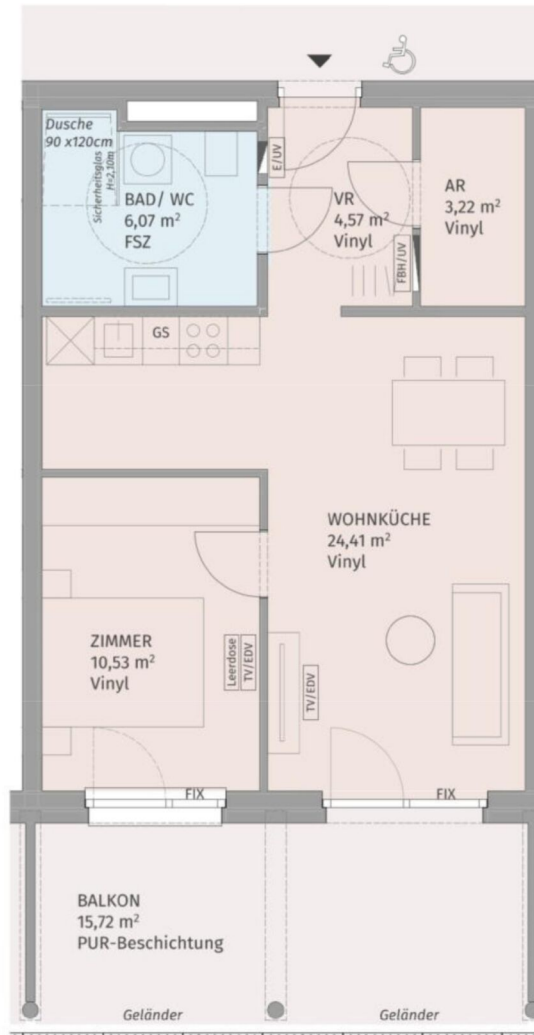 Dusche
90 x120cm
Sicherheitsglas
H=2,10m
BAD/ WC
6,07 m²
FSZ
E/UV
VR
4,57 m²
Vinyl
AR
3,22 m²
Vinyl
FBH/UV
GS
WOHNKÜCHE
24,41 m²
Vinyl
ZIMMER
10,53 m²
Vinyl
Leerdose
TV/EDV
TV/EDV
FIX
FIX
BALKON
15,72 m²
PUR-Beschichtung
Geländer
Geländer